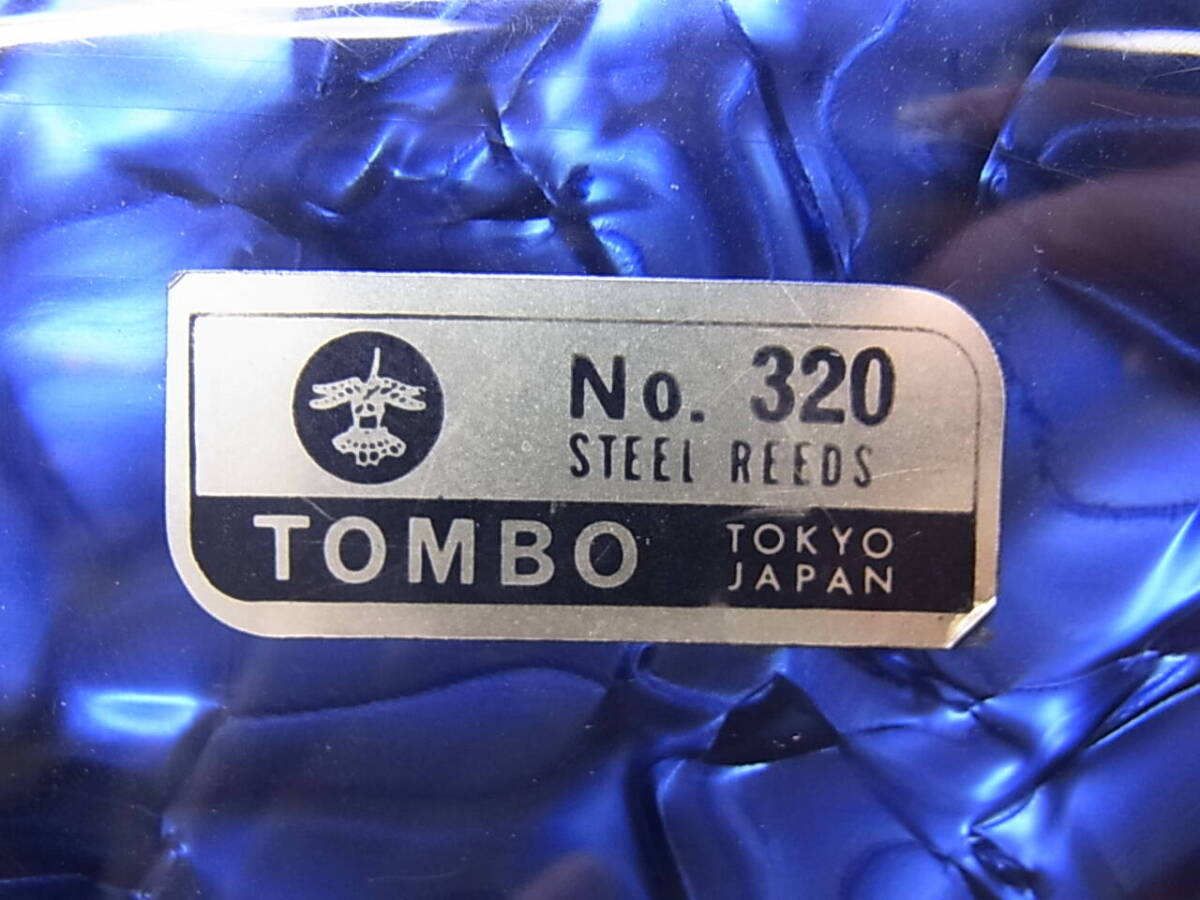 No. 320
STEEL REEDS
TOMBO
TOKYO
JAPAN